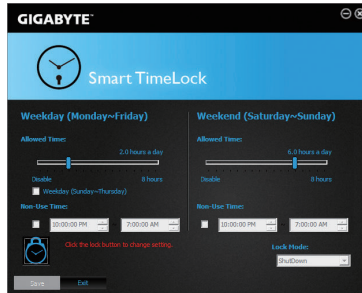 GIGABYTE™
Smart TimeLock
Weekday (Monday~Friday)
Allowed Time:
2.0 hours a day
Disable 8 hours
Weekday (Sunday~Thursday)
Non-Use Time:
10:00:00 PM ~ 7:00:00 AM
Weekend (Saturday~Sunday)
Allowed Time:
6.0 hours a day
Disable 8 hours
Non-Use Time:
10:00:00 PM ~ 7:00:00 AM
Click the lock button to change setting.
Lock Mode:
ShutDown
Save Exit